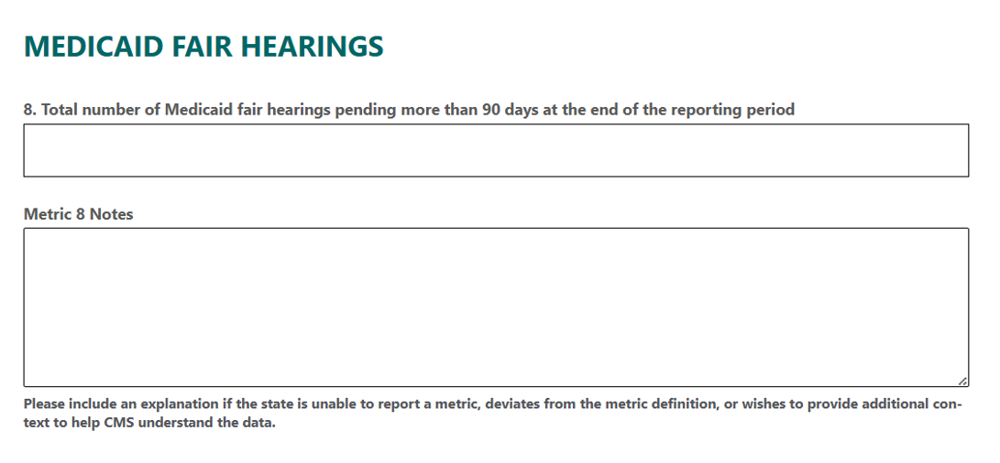 MEDICAID FAIR HEARINGS
8. Total number of Medicaid fair hearings pending more than 90 days at the end of the reporting period
Metric 8 Notes
Please include an explanation if the state is unable to report a metric, deviates from the metric definition, or wishes to provide additional con-
text to help CMS understand the data.